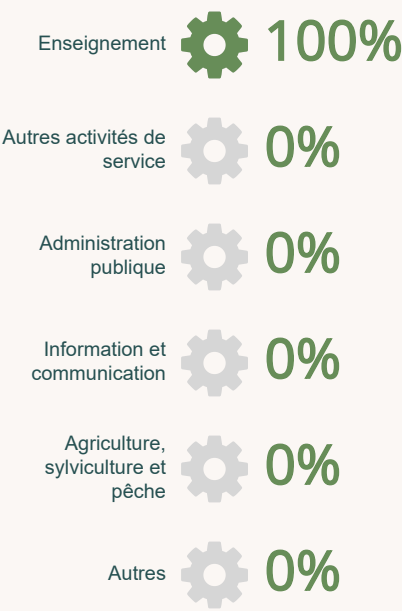 Enseignement 100%
Autres activités de
service 0%
Administration
publique 0%
Information et
communication 0%
Agriculture,
sylviculture et
pêche 0%
Autres 0%